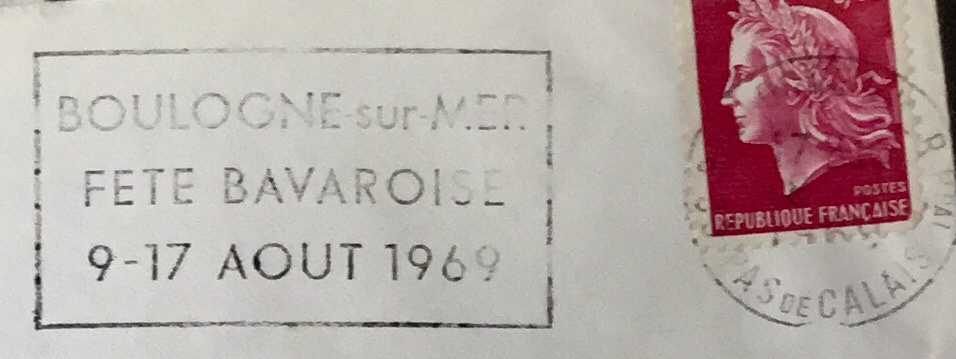 BOULOGNE-sur-MER
FETE BAVAROISE
9-17 AOUT 1969
POSTES
REPUBLIQUE FRANÇAISE
PAS DE CALAIS